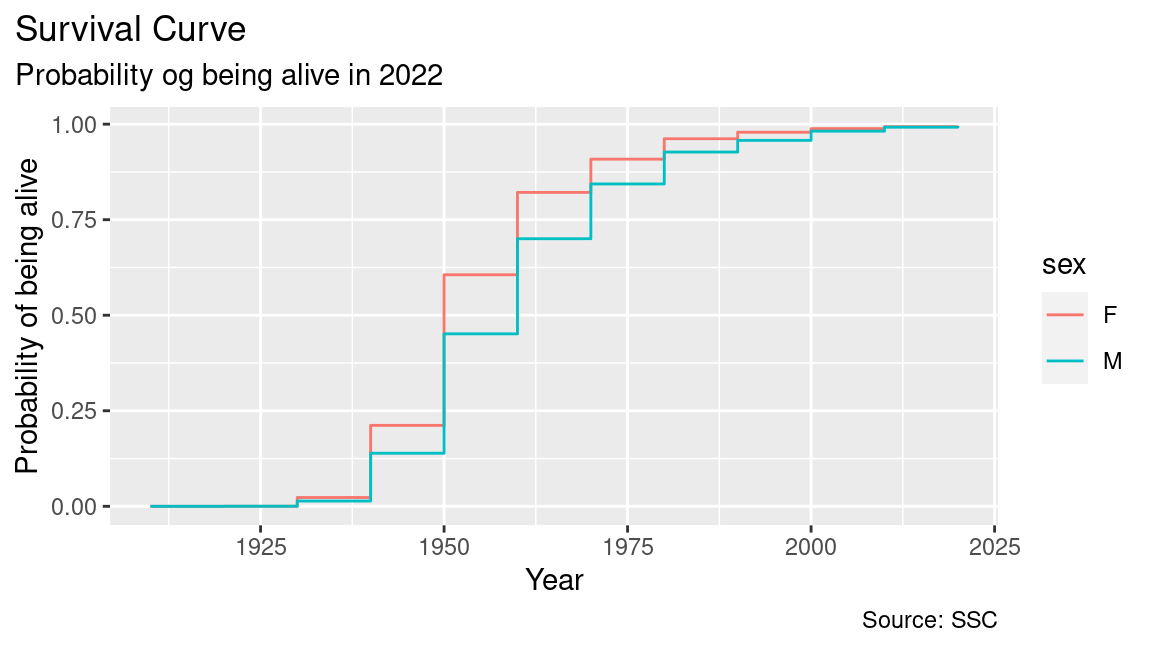 Survival Curve
Probability og being alive in 2022
Probability of being alive
1.00
0.75
0.50
0.25
0.00
1925 1950 1975 2000 2025
Year
sex
F
M
Source: SSC